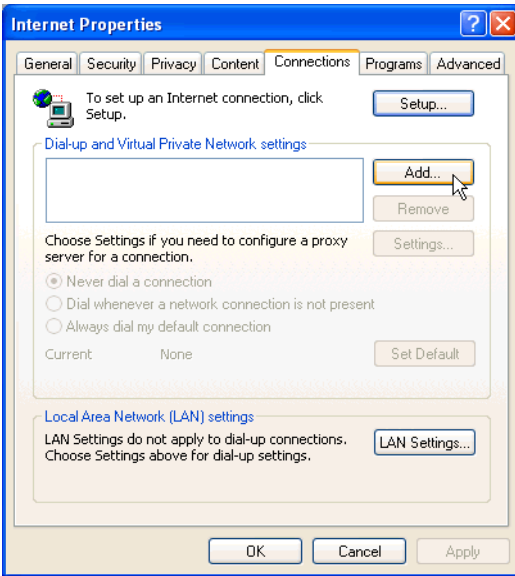 Internet Properties
?
X
General Security Privacy Content Connections Programs Advanced
To set up an Internet connection, click
Setup.
Setup...
Dial-up and Virtual Private Network settings
Add...
Remove
Choose Settings if you need to configure a proxy
server for a connection.
Settings...
Never dial a connection
Dial whenever a network connection is not present
Always dial my default connection
Current None
Set Default
Local Area Network (LAN) settings
LAN Settings do not apply to dial-up connections.
Choose Settings above for dial-up settings.
LAN Settings...
OK Cancel Apply